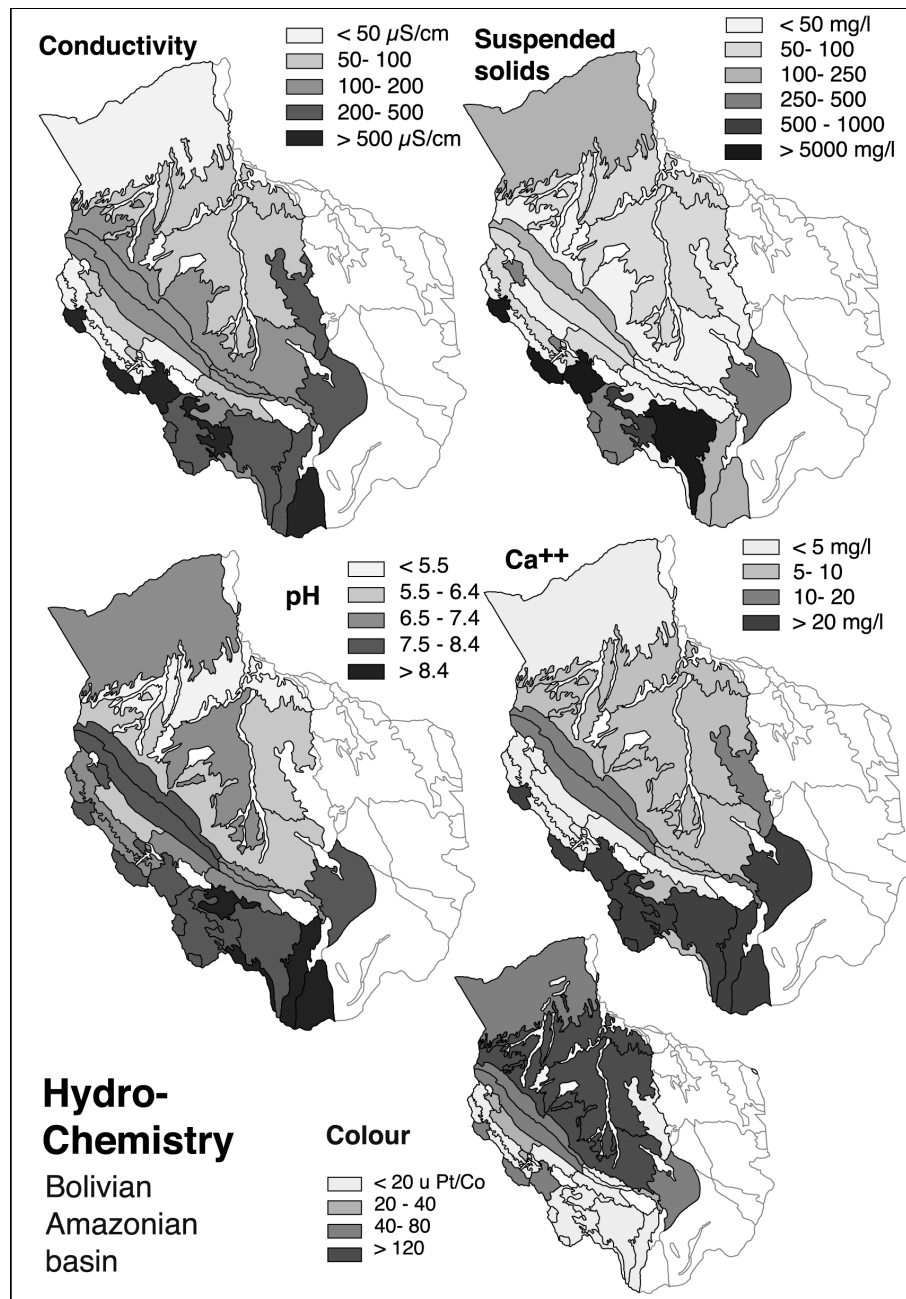 Conductivity
< 50 µS/cm
50- 100
100- 200
200- 500
> 500 µS/cm
Suspended
solids
< 50 mg/l
50- 100
100- 250
250- 500
500 - 1000
> 5000 mg/l
pH
< 5.5
5.5 - 6.4
6.5 - 7.4
7.5 - 8.4
> 8.4
Ca++
< 5 mg/l
5- 10
10- 20
> 20 mg/l
Hydro-
Chemistry
Bolivian
Amazonian
basin
Colour
< 20 u Pt/Co
20 - 40
40- 80
> 120